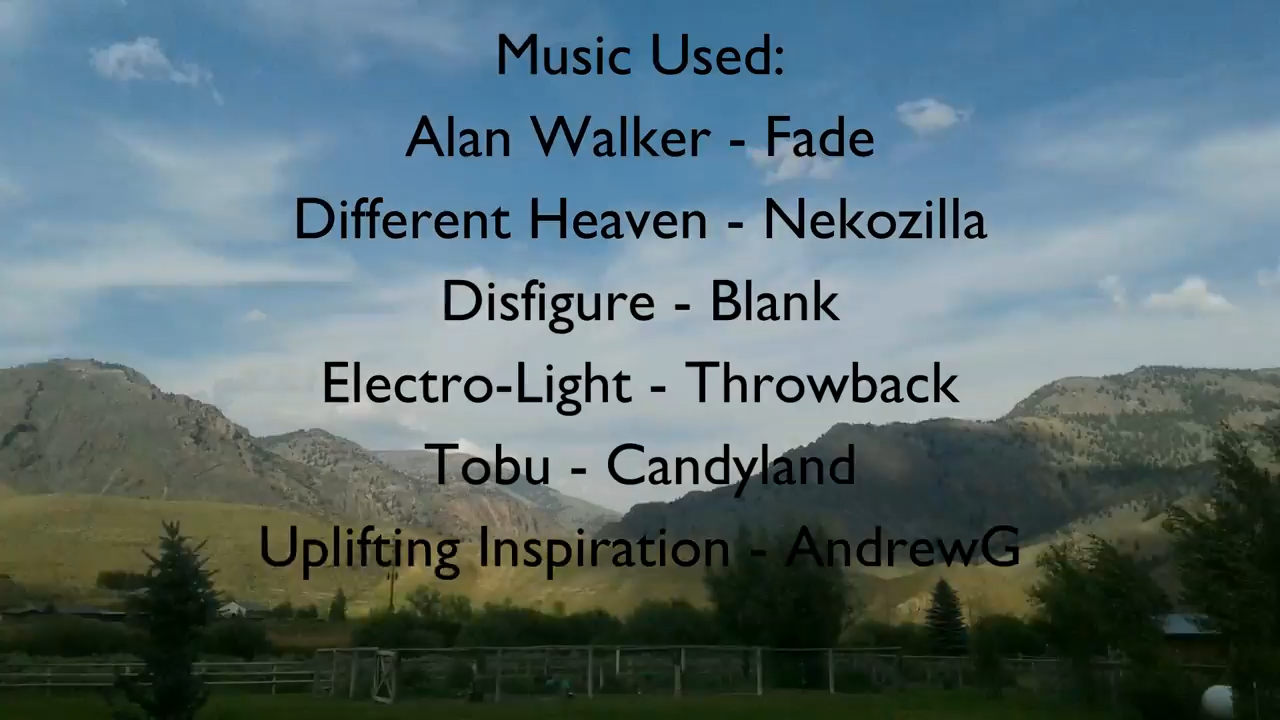 Music Used:
Alan Walker - Fade
Different Heaven - Nekozilla
Disfigure - Blank
Electro-Light - Throwback
Tobu - Candyland
Uplifting Inspiration - AndrewG